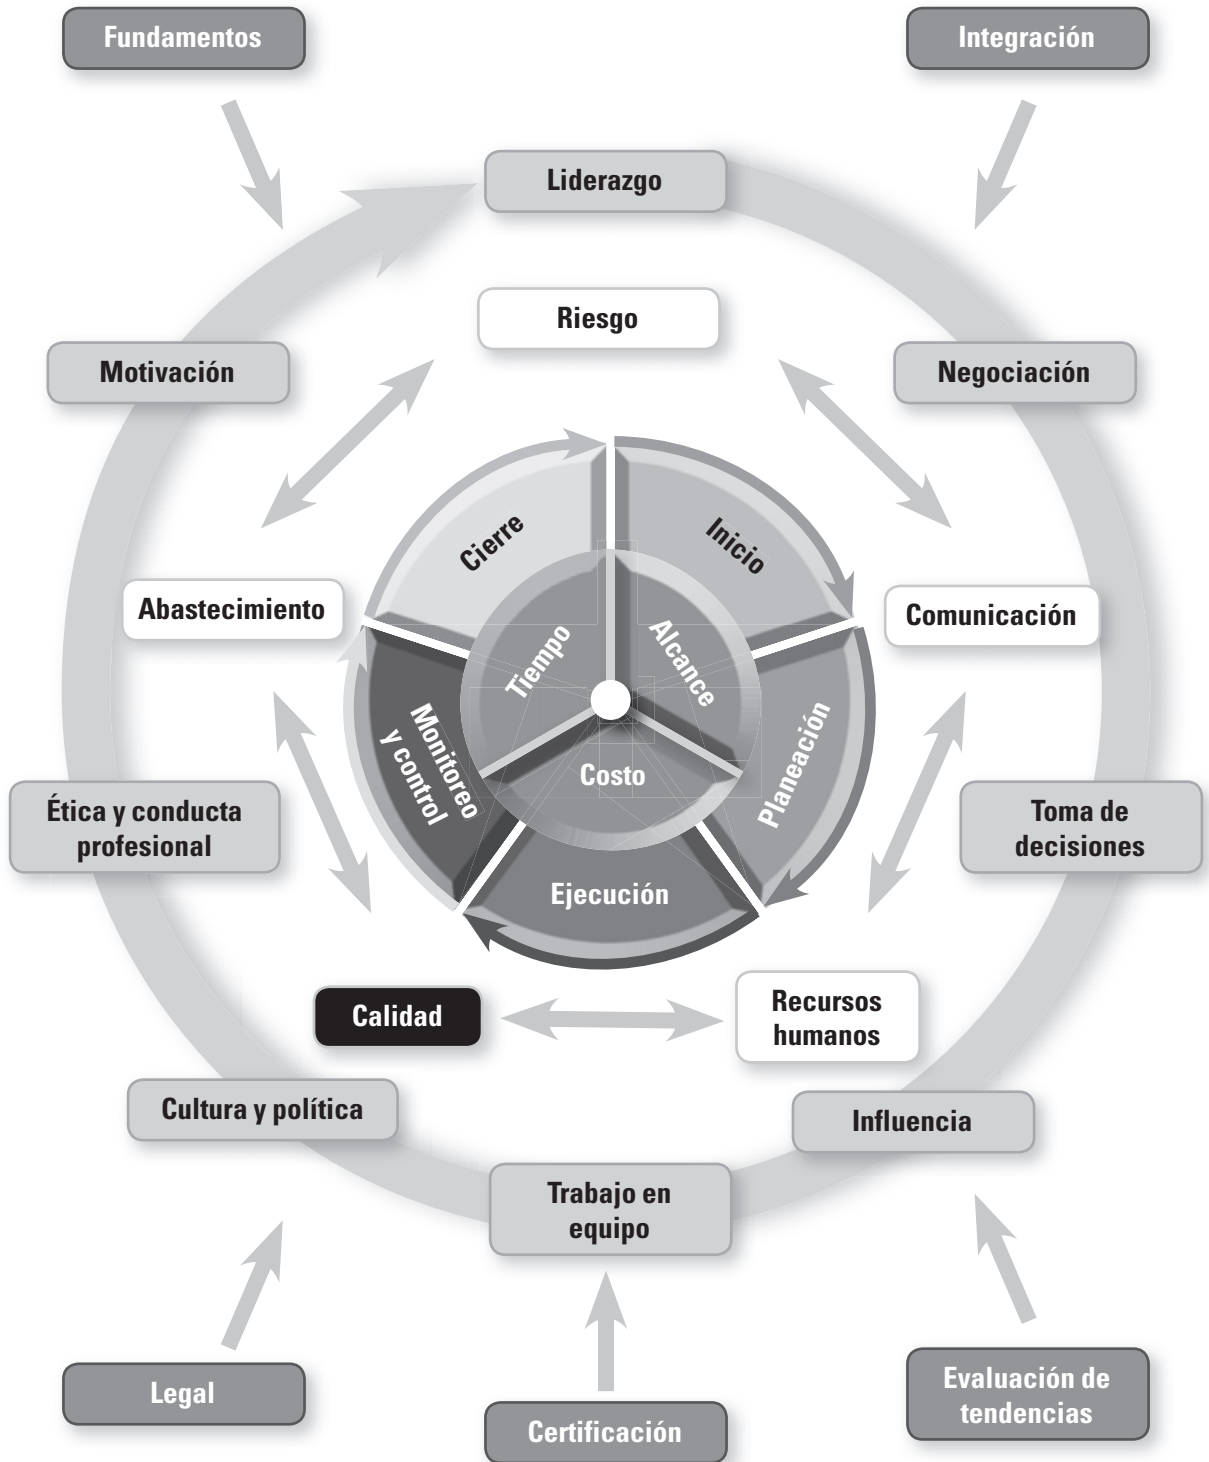 Fundamentos
Integración
Liderazgo
Riesgo
Motivación
Negociación
Cierre
Inicio
Abastecimiento
Comunicación
Tiempo
Alcance
Monitoreo
y control
Costo
Planeación
Ética y conducta
profesional
Toma de
decisiones
Ejecución
Calidad
Recursos
humanos
Cultura y política
Influencia
Trabajo en
equipo
Legal
Certificación
Evaluación de
tendencias